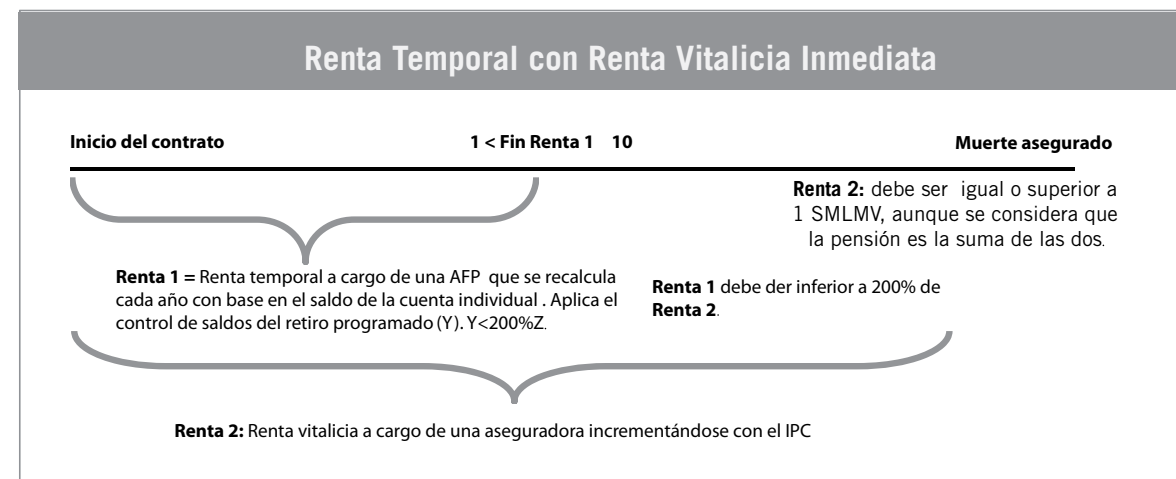 Renta Temporal con Renta Vitalicia Inmediata
Inicio del contrato
1 < Fin Renta 1 10
Muerte asegurado
Renta 2: debe ser igual o superior a
1 SMLMV, aunque se considera que
la pensión es la suma de las dos.
Renta 1 = Renta temporal a cargo de una AFP que se recalcula
cada año con base en el saldo de la cuenta individual . Aplica el
control de saldos del retiro programado (Y). Y<200%Z.
Renta 1 debe der inferior a 200% de
Renta 2.
Renta 2: Renta vitalicia a cargo de una aseguradora incrementándose con el IPC